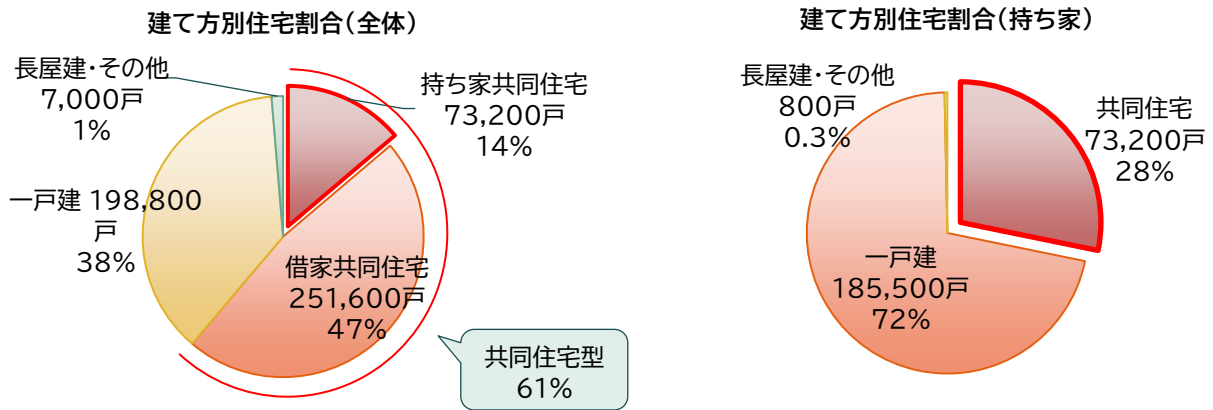 建て方別住宅割合(全体)
長屋建・その他
7,000戸
1%
持ち家共同住宅
73,200戸
14%
一戸建 198,800
戸
38%
借家共同住宅
251,600戸
47%
共同住宅型
61%
建て方別住宅割合(持ち家)
長屋建・その他
800戸
0.3%
共同住宅
73,200戸
28%
一戸建
185,500戸
72%